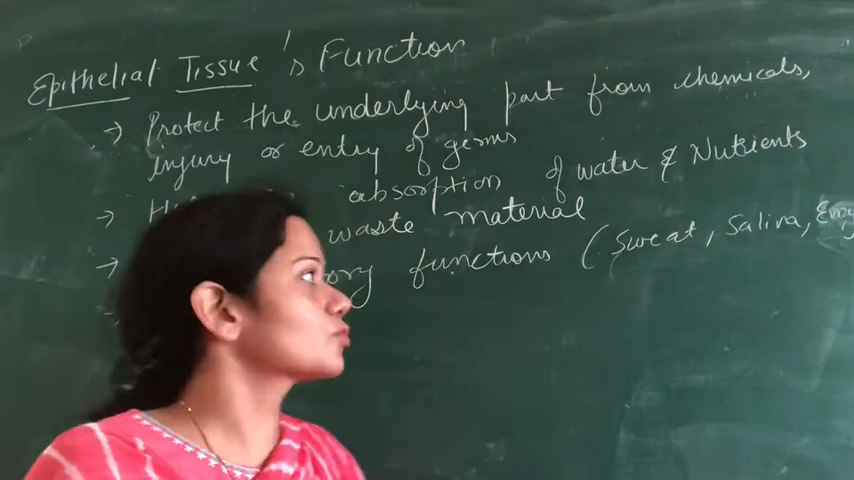 Epithelial Tissue's Function
→ Protect the underlying part from chemicals,
injury or entry of germs
→ absorption of water & Nutrients
waste material
→ functions (Sweat, Saliva,